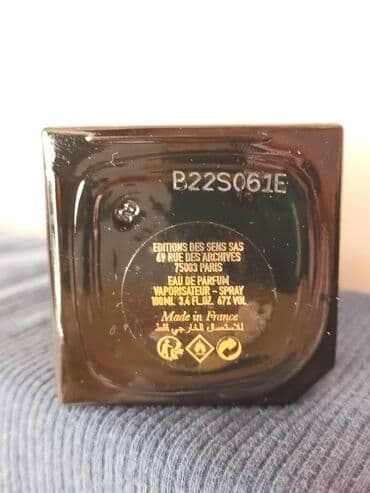 B22S061E
EDITIONS DES SENS SAS
69 RUE DES ARCHIVES
75003 PARIS
EAU DE PARFUM
VAPORISATEUR - SPRAY
100ML 3.4 FL.OZ. 67% VOL
Made in France
للاستعمال الخارجي فقط